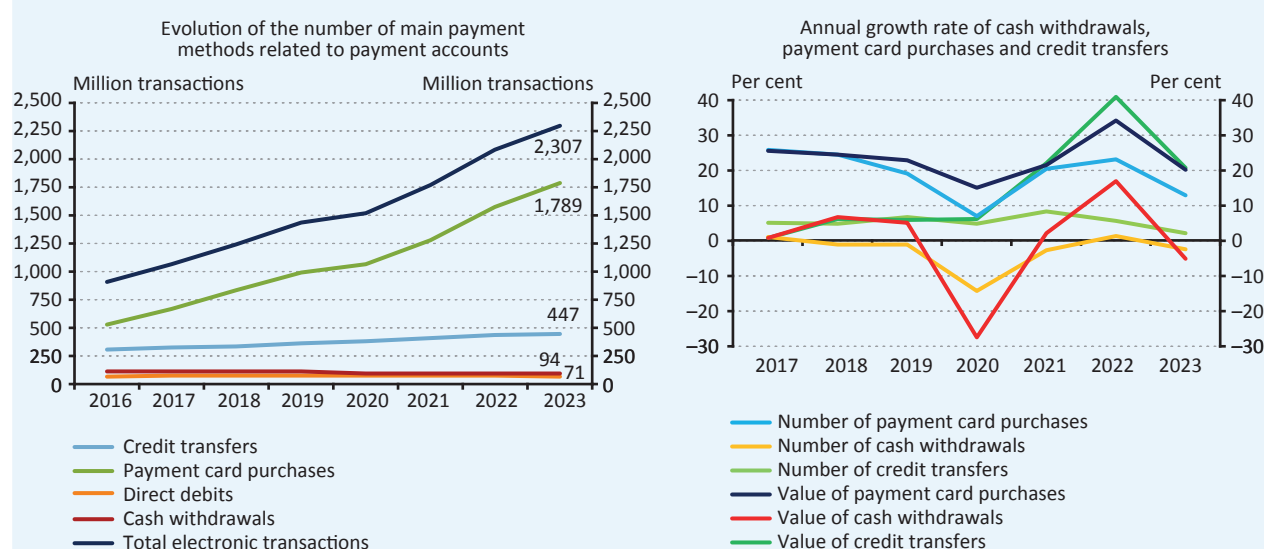 Evolution of the number of main payment
methods related to payment accounts
Million transactions
Million transactions
2,500
2,250
2,000
1,750
1,500
1,250
1,000
750
500
250
0
2,500
2,250
2,000
1,750
1,500
1,250
1,000
750
500
250
0
2,307
1,789
447
94
71
2016 2017 2018 2019 2020 2021 2022 2023
Credit transfers
Payment card purchases
Direct debits
Cash withdrawals
Total electronic transactions
Annual growth rate of cash withdrawals,
payment card purchases and credit transfers
Per cent
Per cent
40
30
20
10
0
–10
–20
–30
40
30
20
10
0
–10
–20
–30
2017 2018 2019 2020 2021 2022 2023
Number of payment card purchases
Number of cash withdrawals
Number of credit transfers
Value of payment card purchases
Value of cash withdrawals
Value of credit transfers